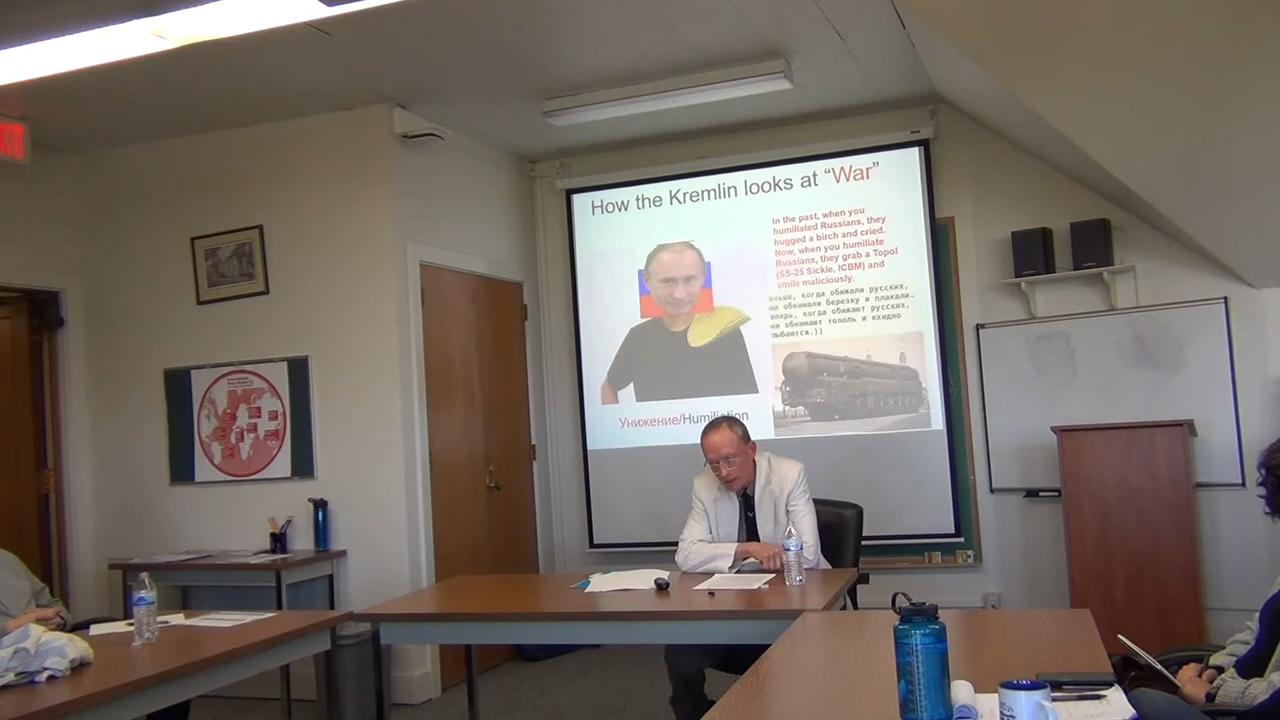 EXIT
How the Kremlin looks at “War”
In the past, when you
humiliated Russians, they
hugged a birch and cried.
Now, when you humiliate
Russians, they grab a Topol
(SS-25 Sickle, ICBM) and
smile maliciously.
когда обижали русских,
обнимали березку и плакали.
когда обижают русских,
обнимают тополь и ехидно
Унижение/Humiliation